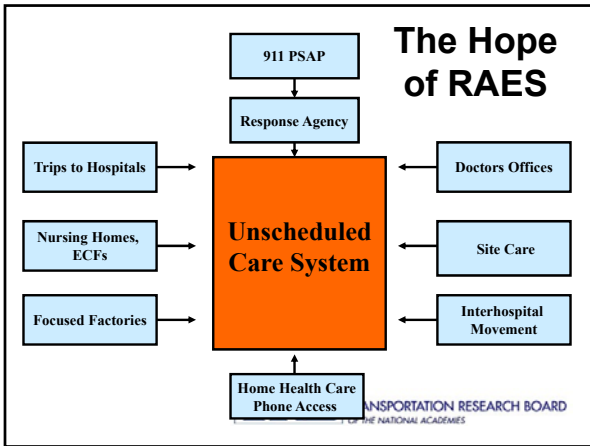 The Hope
of RAES
911 PSAP
Response Agency
Trips to Hospitals
Doctors Offices
Unscheduled
Care System
Nursing Homes,
ECFs
Site Care
Focused Factories
Interhospital
Movement
Home Health Care
Phone Access
ANSPORTATION RESEARCH BOARD
OF THE NATIONAL ACADEMIES